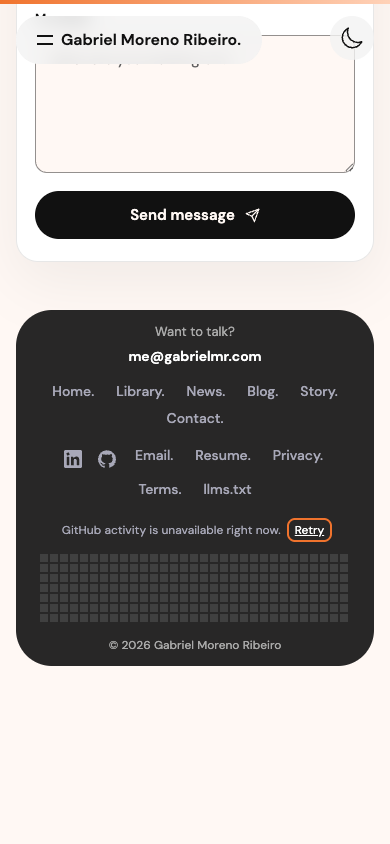 Gabriel Moreno Ribeiro.
Send message
Want to talk?
me@gabrielmr.com
Home. Library. News. Blog. Story.
Contact.
Email. Resume. Privacy.
Terms. llms.txt
GitHub activity is unavailable right now. Retry
© 2026 Gabriel Moreno Ribeiro